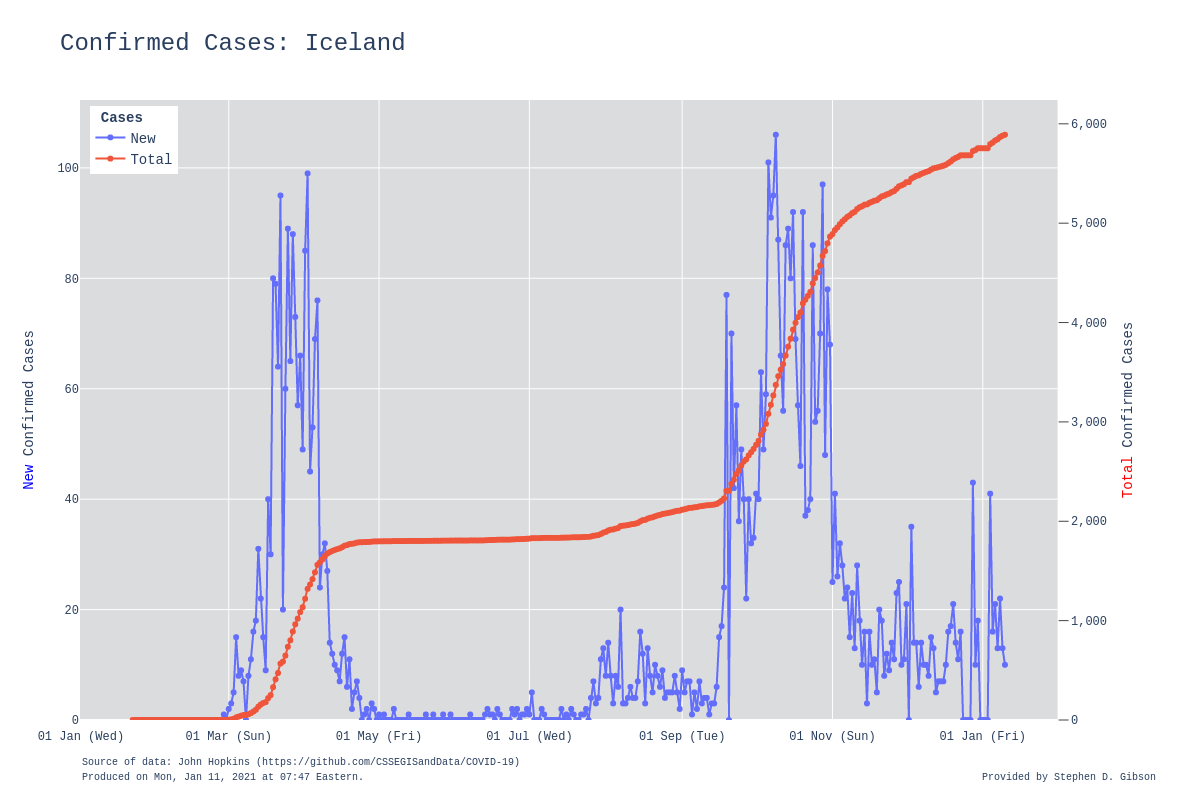 Confirmed Cases: Iceland
Cases
New
Total
100
80
60
40
20
0
6,000
5,000
4,000
3,000
2,000
1,000
0
New Confirmed Cases
Total Confirmed Cases
01 Jan (Wed) 01 Mar (Sun) 01 May (Fri) 01 Jul (Wed) 01 Sep (Tue) 01 Nov (Sun) 01 Jan (Fri)
Source of data: John Hopkins (https://github.com/CSSEGISandData/COVID-19)
Produced on Mon, Jan 11, 2021 at 07:47 Eastern.
Provided by Stephen D. Gibson